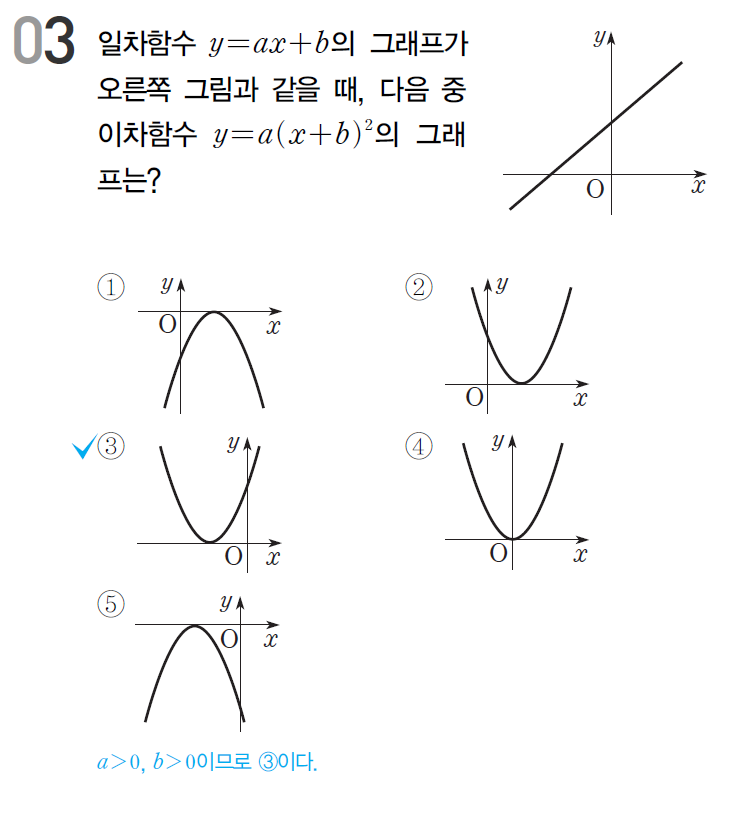 03 일차함수 y=ax+b의 그래프가
오른쪽 그림과 같을 때, 다음 중
이차함수 y=a(x+b)²의 그래
프는?
y
O x
① y
O x
② y
O x
③ y
O x
④ y
O x
⑤ y
O x
a>0, b>0이므로 ③이다.